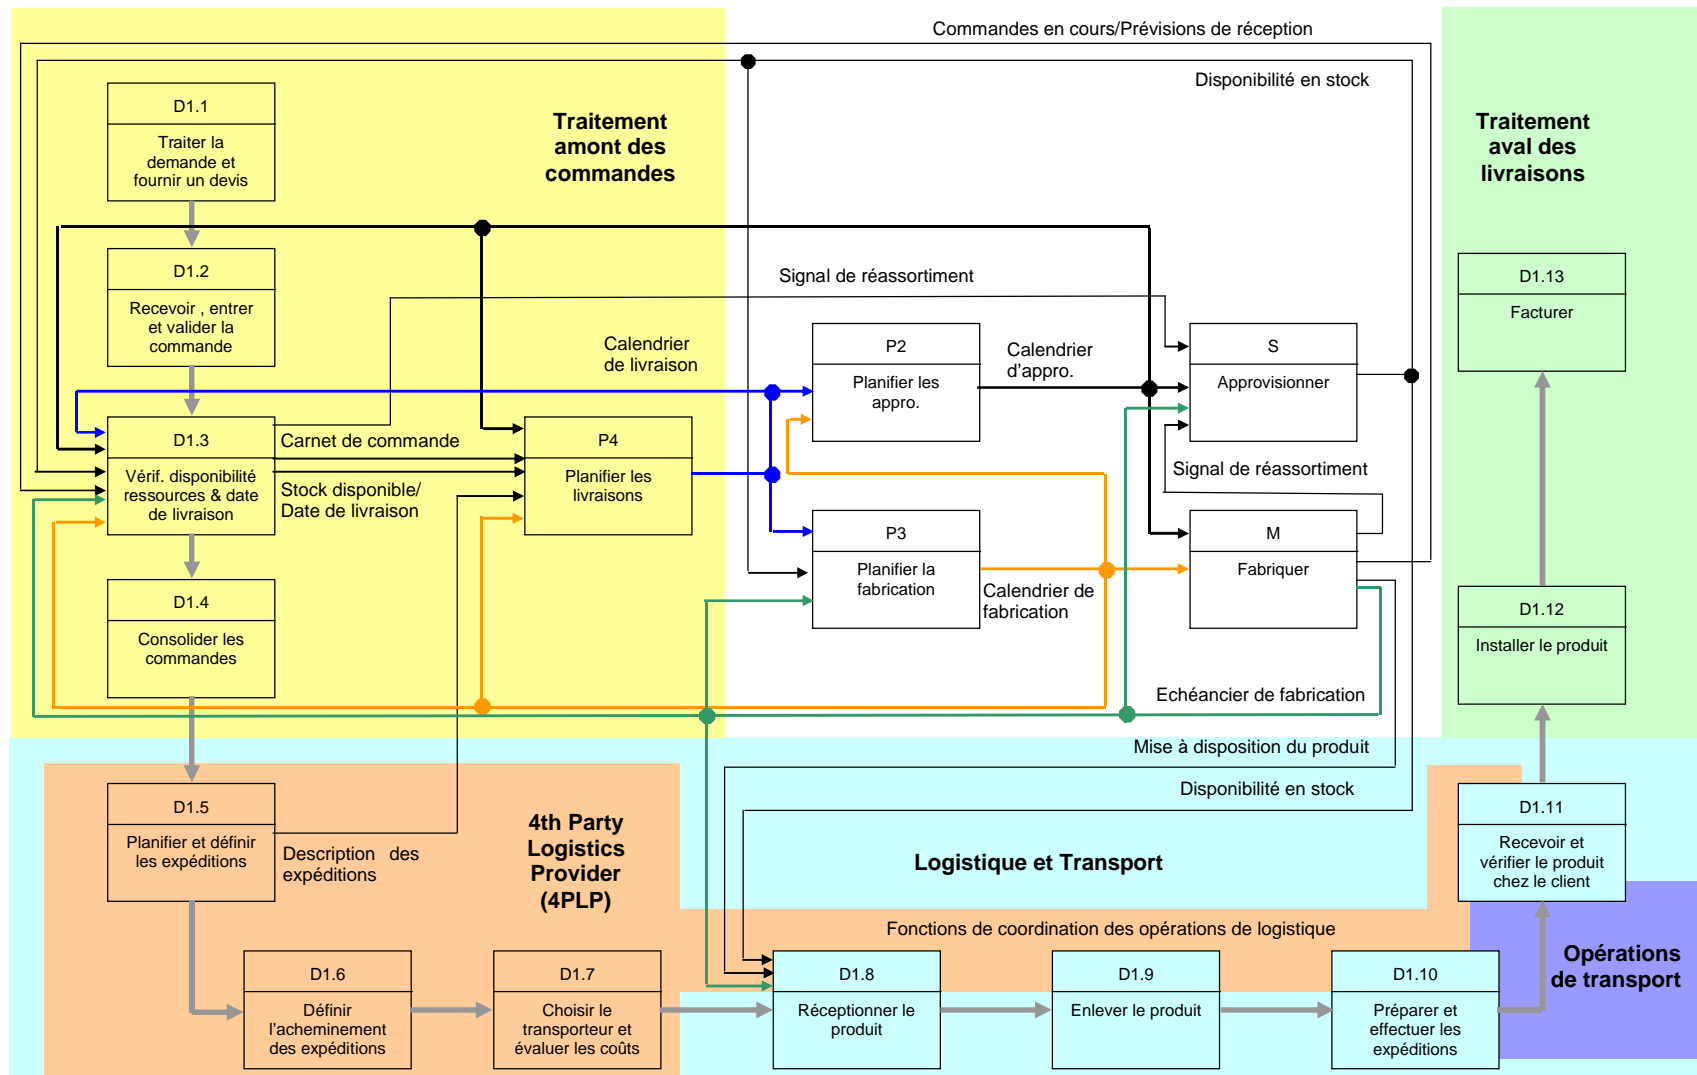 Commandes en cours/Prévisions de réception
Disponibilité en stock
D1.1
Traiter la
demande et
fournir un devis
Traitement
amont des
commandes
Traitement
aval des
livraisons
D1.2
Recevoir , entrer
et valider la
commande
Signal de réassortiment
D1.13
Facturer
Calendrier
de livraison
P2
Planifier les
appro.
Calendrier
d'appro.
S
Approvisionner
D1.3
Vérif. disponibilité
ressources & date
de livraison
Carnet de commande
Stock disponible/
Date de livraison
P4
Planifier les
livraisons
Signal de réassortiment
P3
Planifier la
fabrication
Calendrier de
fabrication
M
Fabriquer
D1.4
Consolider les
commandes
D1.12
Installer le produit
Echéancier de fabrication
Mise à disposition du produit
Disponibilité en stock
D1.5
Planifier et définir
les expéditions
Description des
expéditions
4th Party
Logistics
Provider
(4PLP)
Logistique et Transport
D1.11
Recevoir et
vérifier le produit
chez le client
Fonctions de coordination des opérations de logistique
Opérations
de transport
D1.6
Définir
l'acheminement
des expéditions
D1.7
Choisir le
transporteur et
évaluer les coûts
D1.8
Réceptionner le
produit
D1.9
Enlever le produit
D1.10
Préparer et
effectuer les
expéditions